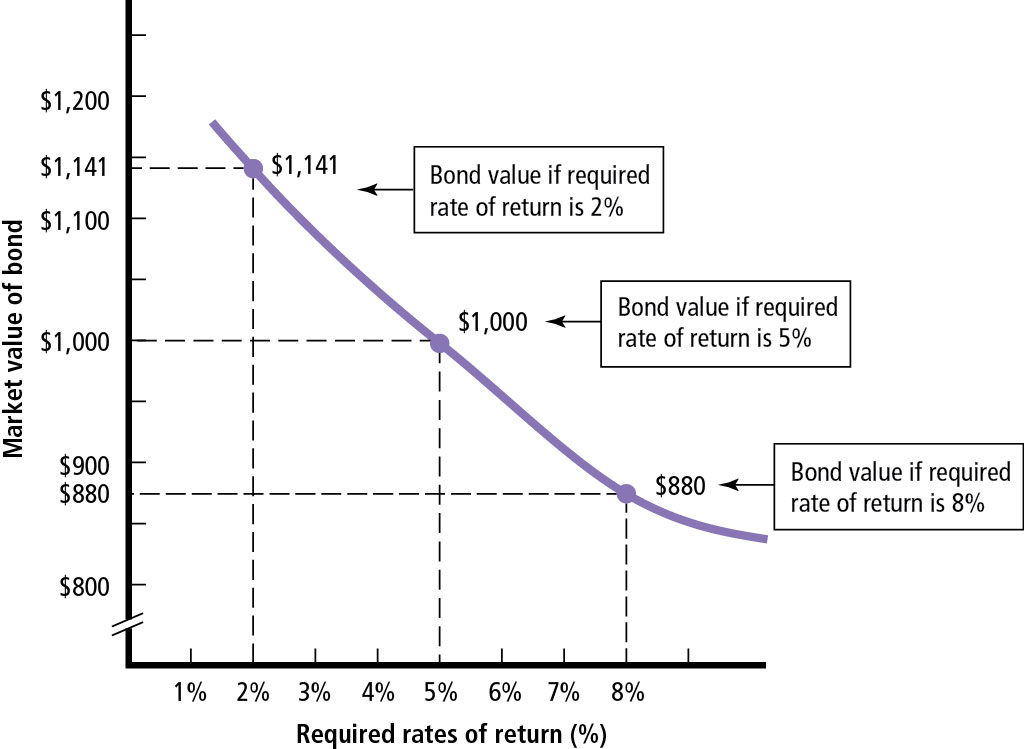 $1,200
$1,141
$1,100
$1,000
$900
$880
$800
Market value of bond
$1,141
Bond value if required
rate of return is 2%
$1,000
Bond value if required
rate of return is 5%
$880
Bond value if required
rate of return is 8%
1% 2% 3% 4% 5% 6% 7% 8%
Required rates of return (%)